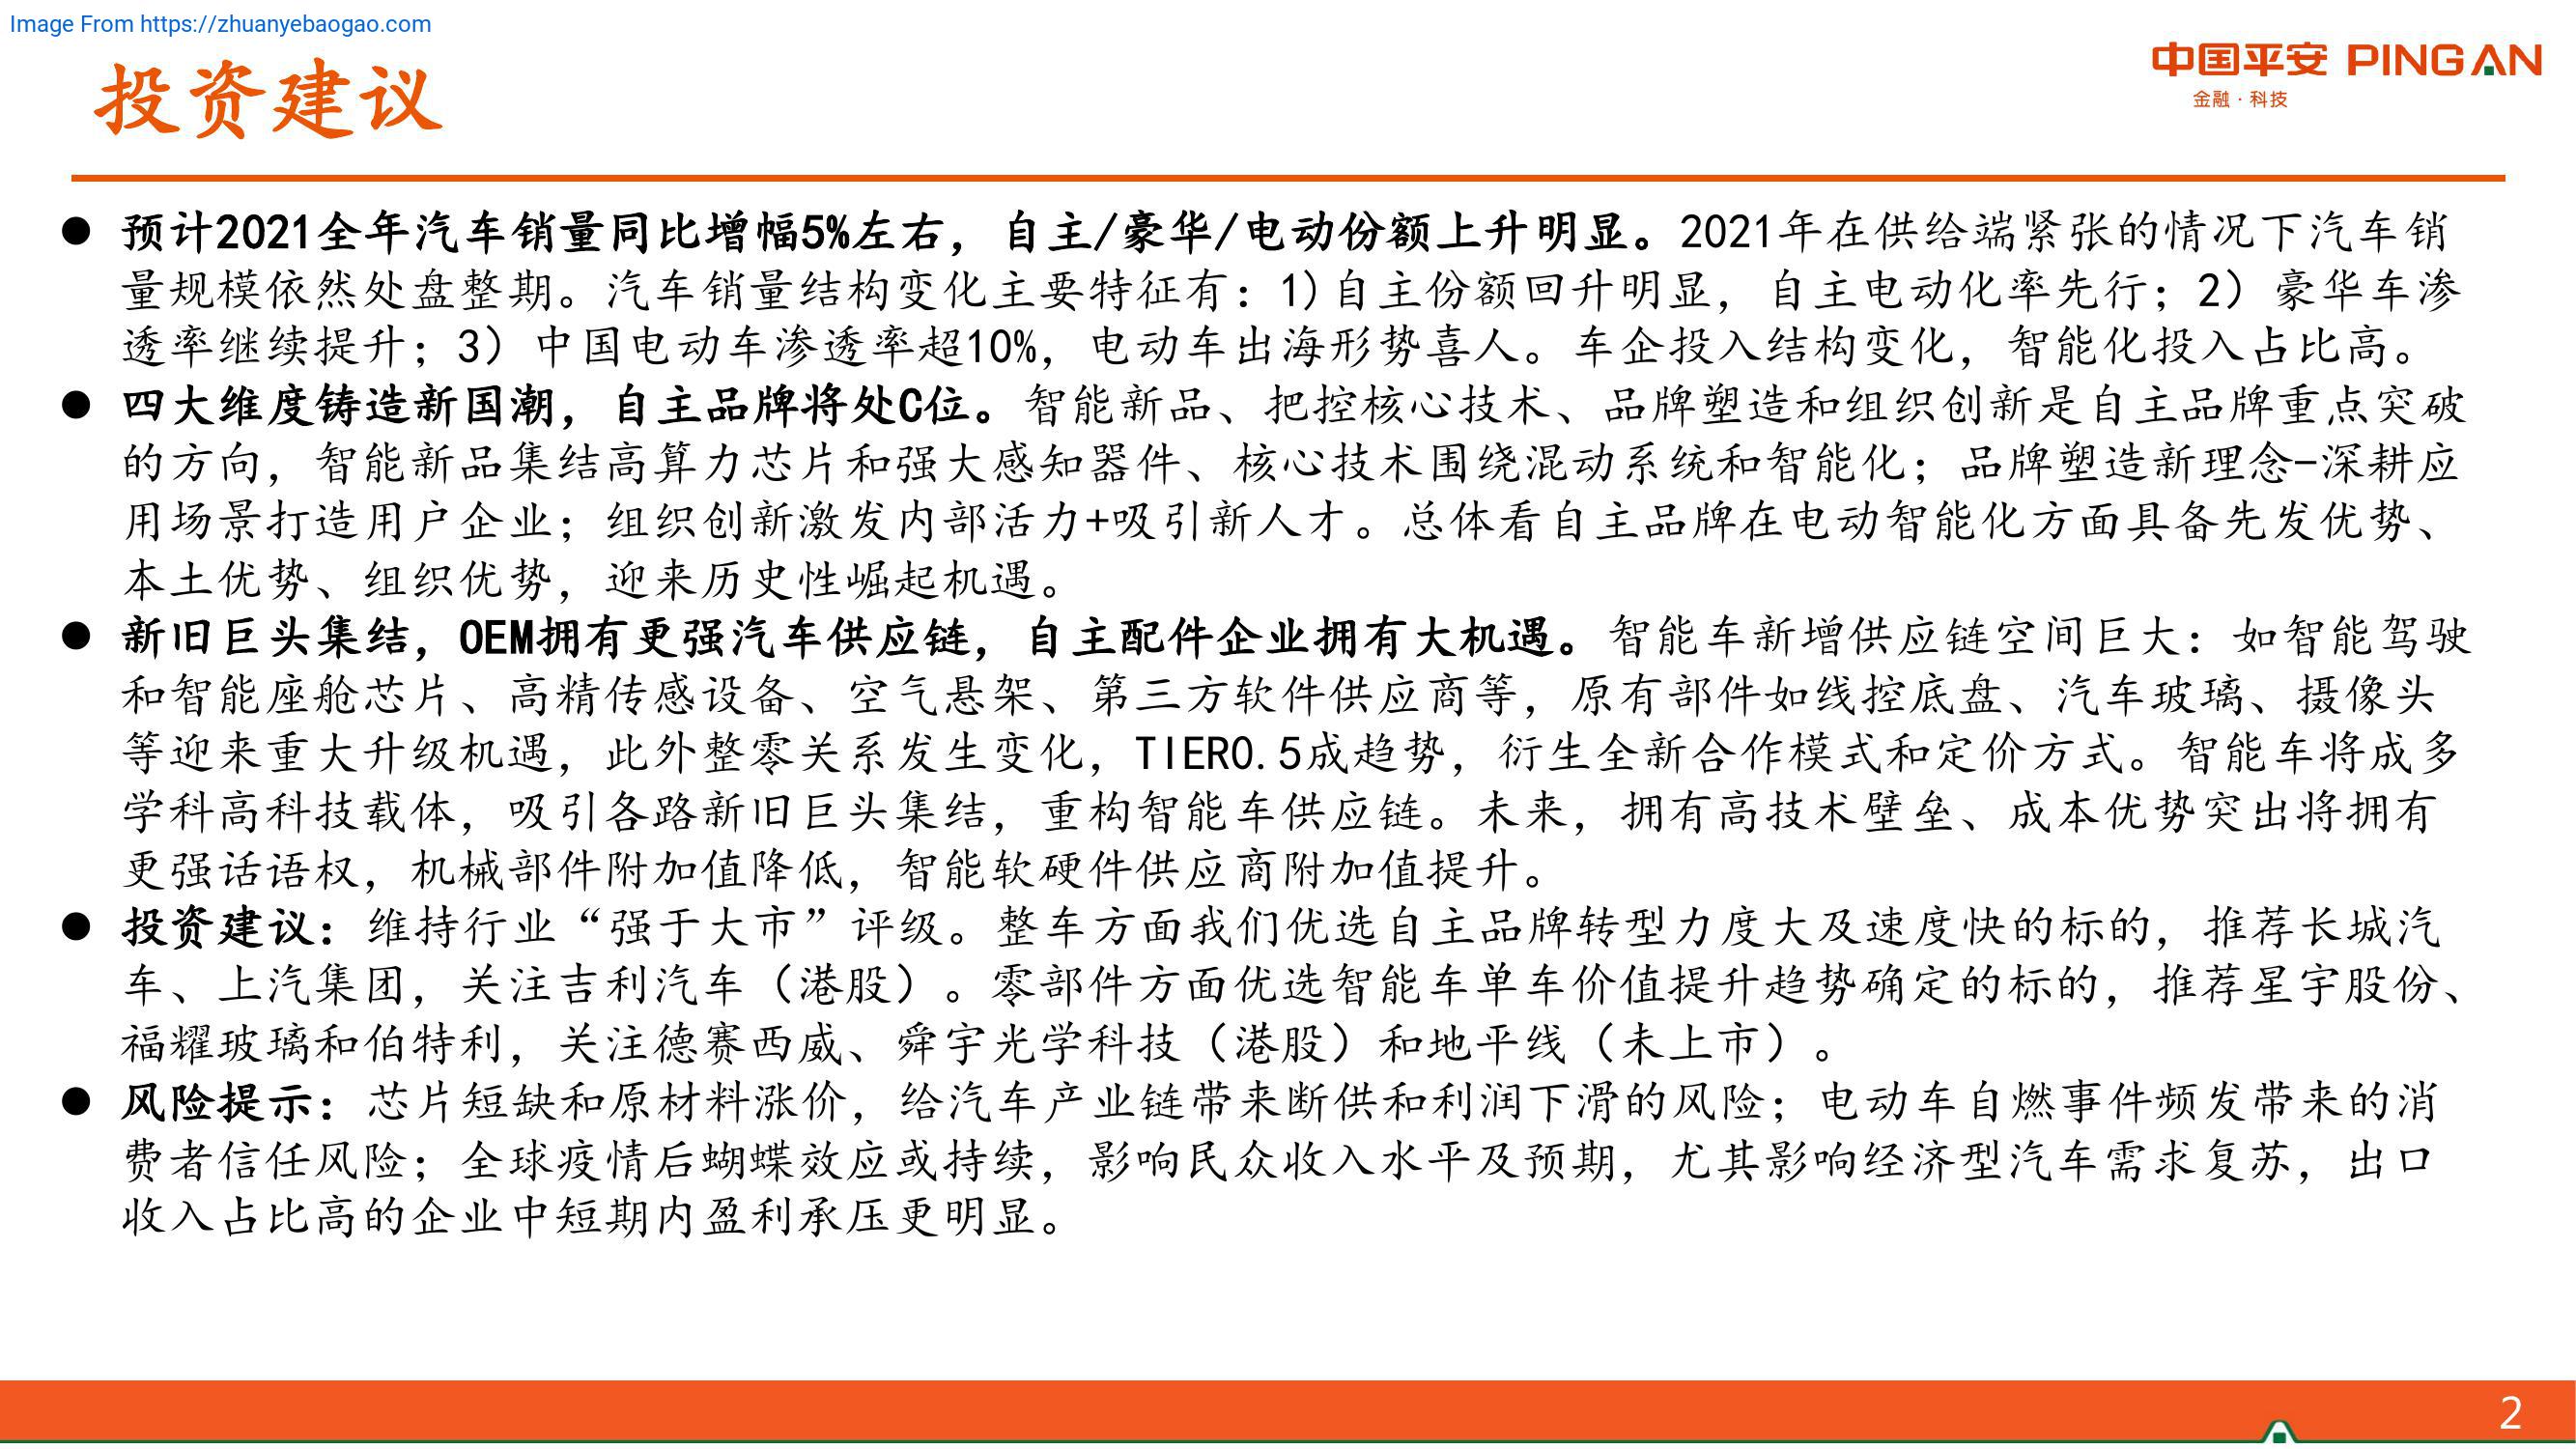 Image From https://zhuanyebaogao.com
投资建议
中国平安 PINGAN
金融·科技
● 预计2021全年汽车销量同比增幅5%左右，自主/豪华/电动份额上升明显。2021年在供给端紧张的情况下汽车销
量规模依然处盘整期。汽车销量结构变化主要特征有：1)自主份额回升明显，自主电动化率先行；2）豪华车渗
透率继续提升；3）中国电动车渗透率超10%，电动车出海形势喜人。车企投入结构变化，智能化投入占比高。
● 四大维度铸造新国潮，自主品牌将处C位。智能新品、把控核心技术、品牌塑造和组织创新是自主品牌重点突破
的方向，智能新品集结高算力芯片和强大感知器件、核心技术围绕混动系统和智能化；品牌塑造新理念-深耕应
用场景打造用户企业；组织创新激发内部活力+吸引新人才。总体看自主品牌在电动智能化方面具备先发优势、
本土优势、组织优势，迎来历史性崛起机遇。
● 新旧巨头集结，OEM拥有更强汽车供应链，自主配件企业拥有大机遇。智能车新增供应链空间巨大：如智能驾驶
和智能座舱芯片、高精传感设备、空气悬架、第三方软件供应商等，原有部件如线控底盘、汽车玻璃、摄像头
等迎来重大升级机遇，此外整零关系发生变化，TIER0.5成趋势，衍生全新合作模式和定价方式。智能车将成多
学科高科技载体，吸引各路新旧巨头集结，重构智能车供应链。未来，拥有高技术壁垒、成本优势突出将拥有
更强话语权，机械部件附加值降低，智能软硬件供应商附加值提升。
● 投资建议：维持行业“强于大市”评级。整车方面我们优选自主品牌转型力度大及速度快的标的，推荐长城汽
车、上汽集团，关注吉利汽车（港股）。零部件方面优选智能车单车价值提升趋势确定的标的，推荐星宇股份、
福耀玻璃和伯特利，关注德赛西威、舜宇光学科技（港股）和地平线（未上市）。
● 风险提示：芯片短缺和原材料涨价，给汽车产业链带来断供和利润下滑的风险；电动车自燃事件频发带来的消
费者信任风险；全球疫情后蝴蝶效应或持续，影响民众收入水平及预期，尤其影响经济型汽车需求复苏，出口
收入占比高的企业中短期内盈利承压更明显。
2